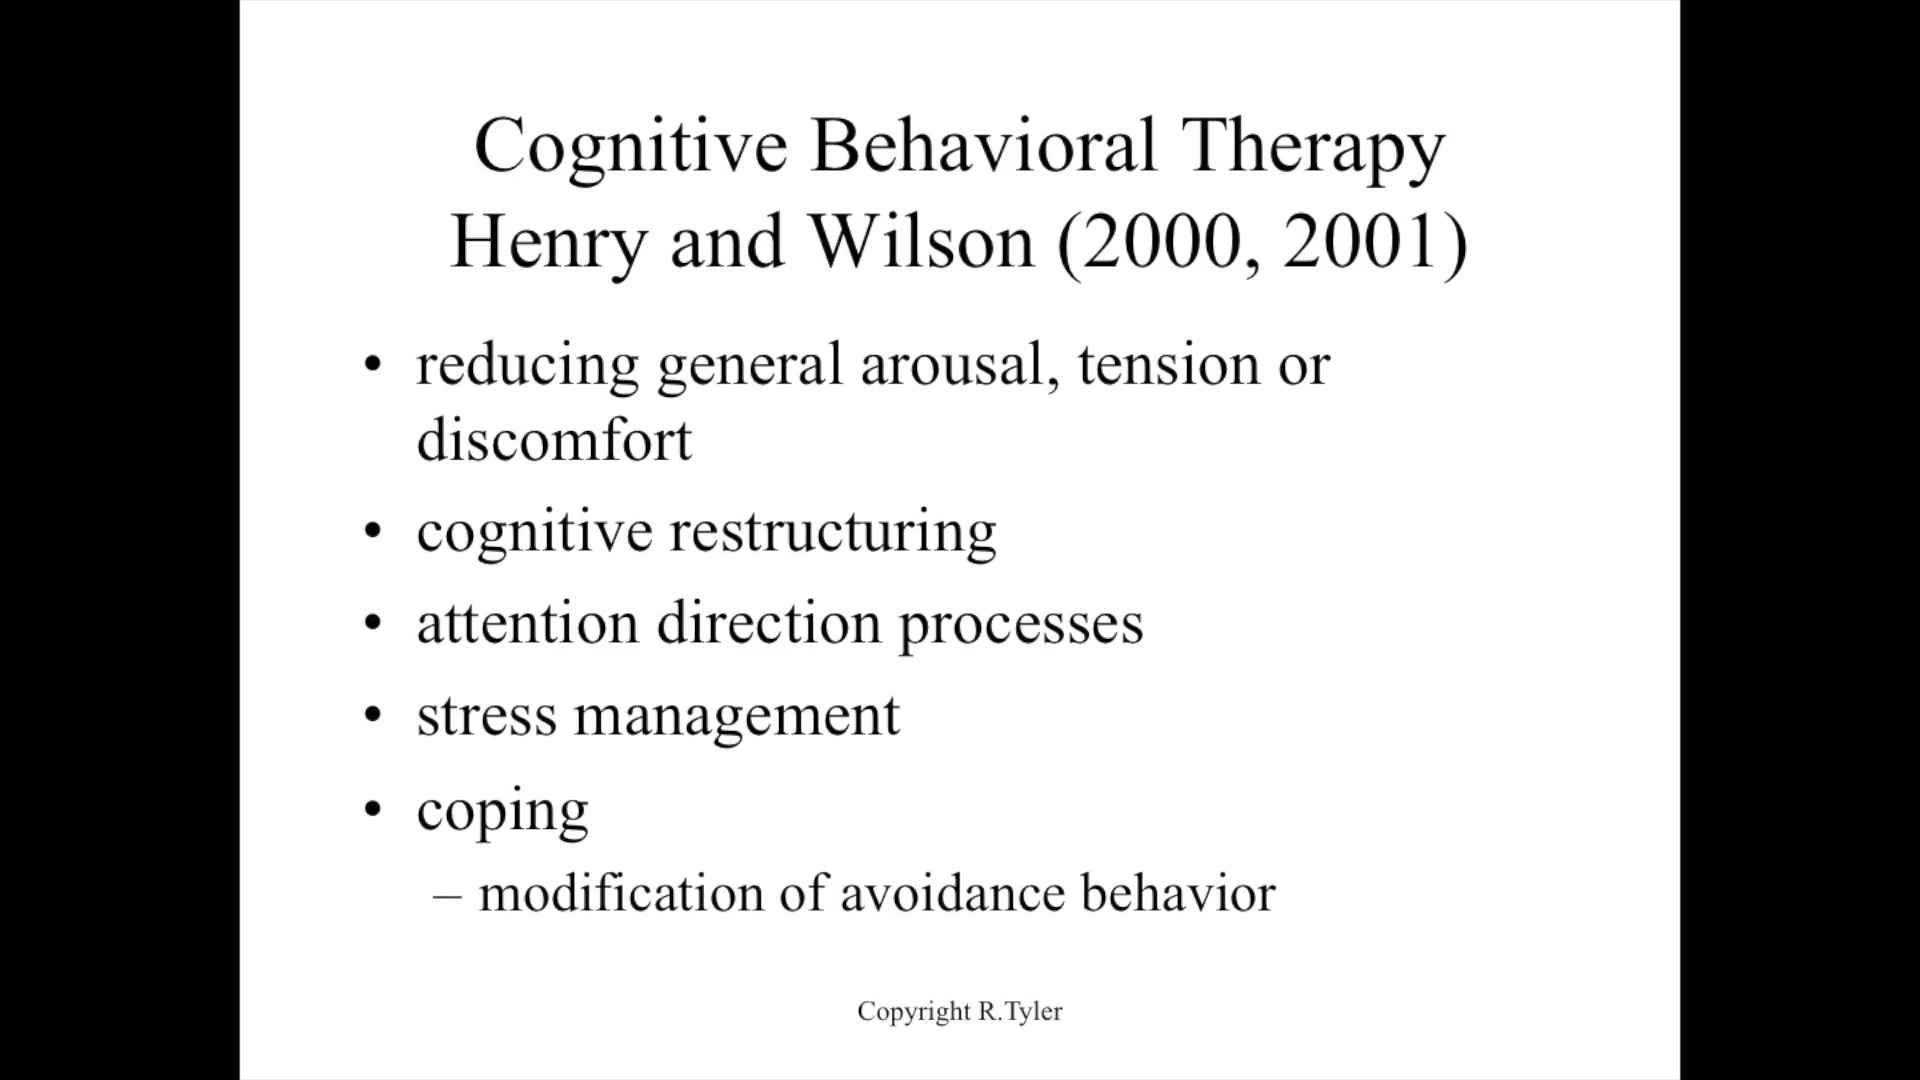 Cognitive Behavioral Therapy
Henry and Wilson (2000, 2001)
• reducing general arousal, tension or
discomfort
• cognitive restructuring
• attention direction processes
• stress management
• coping
– modification of avoidance behavior
Copyright R.Tyler